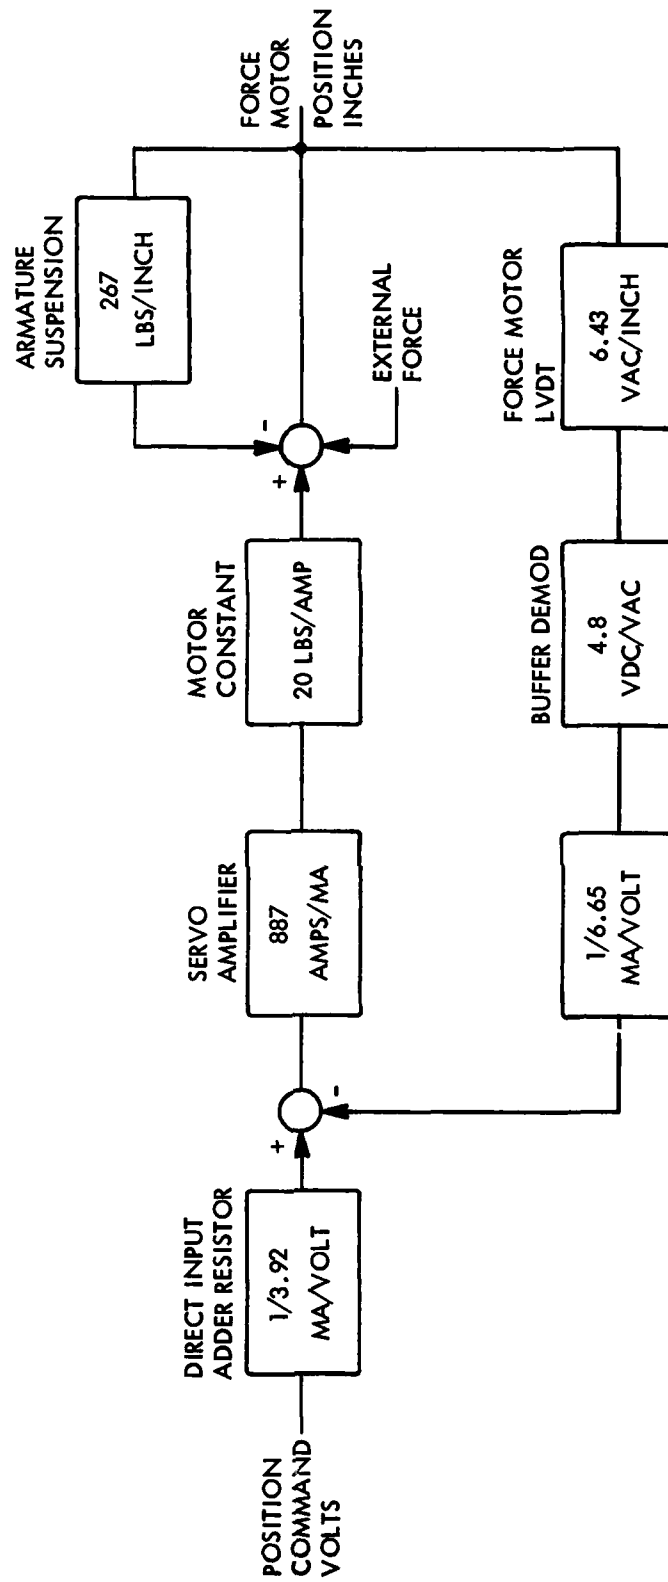 POSITION
COMMAND
VOLTS
DIRECT INPUT
ADDER RESISTOR
1/3.92
MA/VOLT
+
-
SERVO
AMPLIFIER
887
AMPS/MA
MOTOR
CONSTANT
20 LBS/AMP
+
-
ARMATURE
SUSPENSION
267
LBS/INCH
EXTERNAL
FORCE
FORCE
MOTOR
POSITION
INCHES
1/6.65
MA/VOLT
BUFFER DEMOD
4.8
VDC/VAC
FORCE MOTOR
LVDT
6.43
VAC/INCH